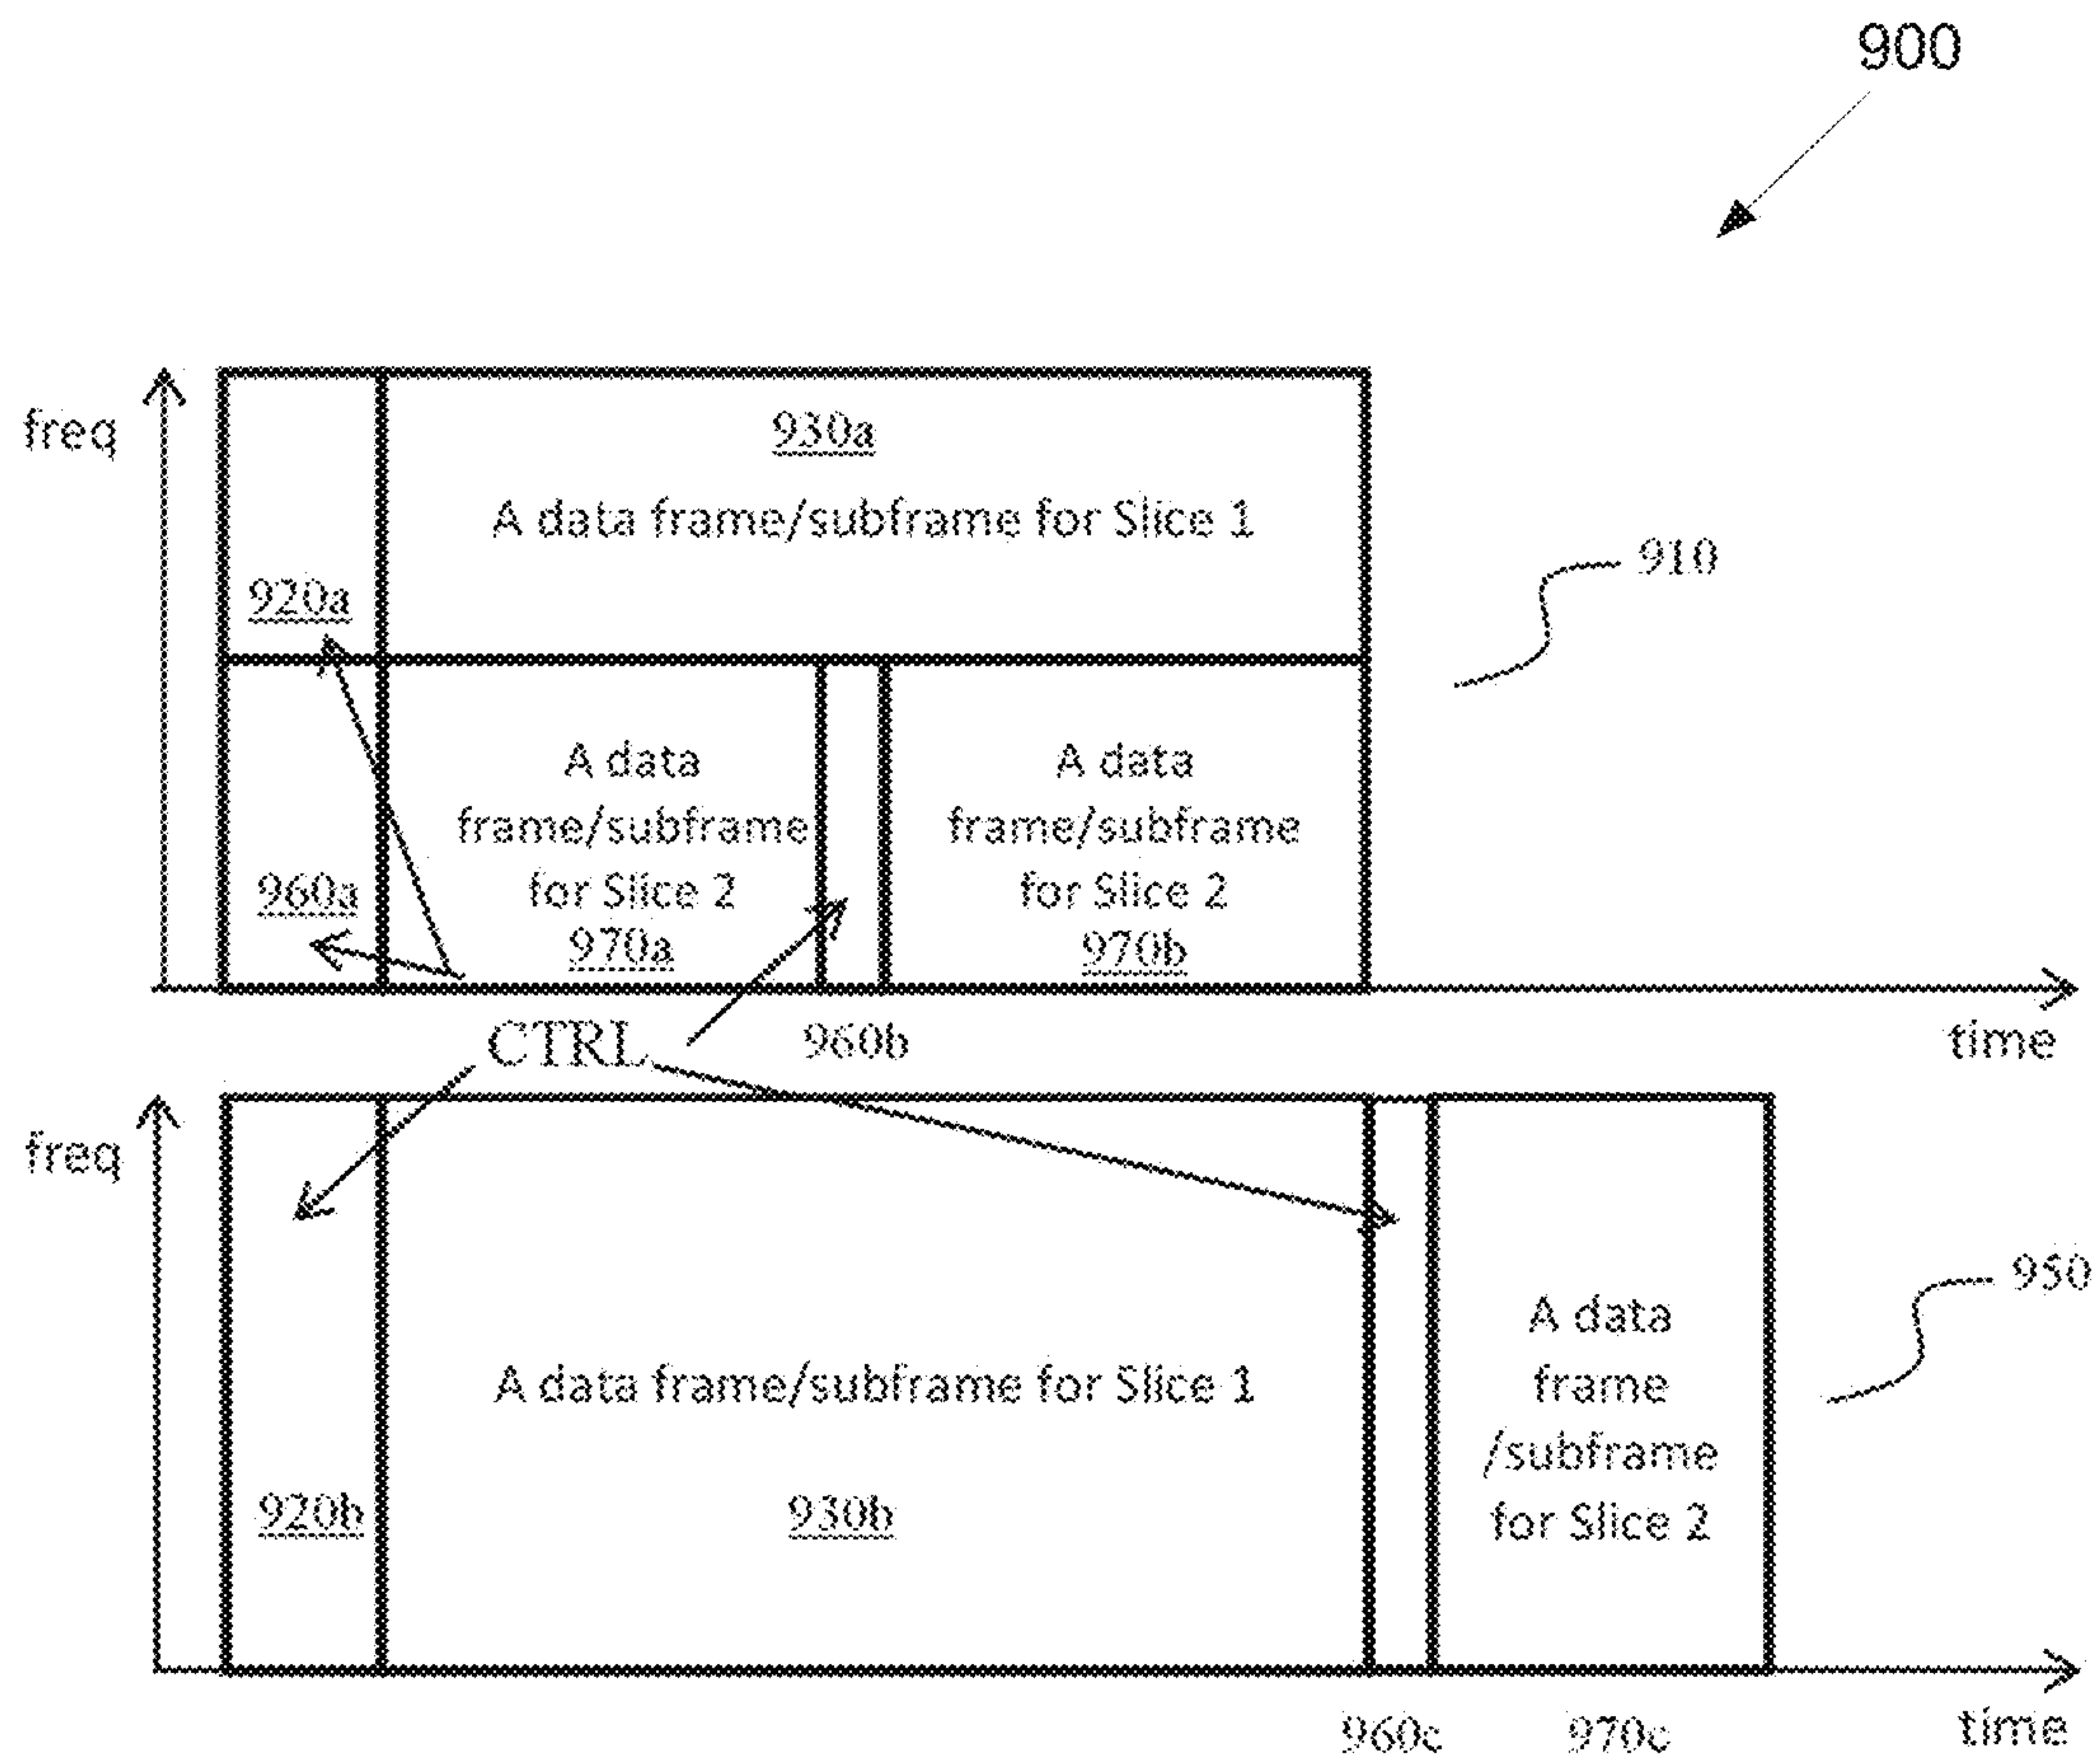 900
freq
930a
A data frame/subframe for Slice 1
910
920a
A data
frame/subframe
for Slice 2
970a
A data
frame/subframe
for Slice 2
970b
960a
CTRL
960b
time
freq
950
A data frame/subframe for Slice 1
920b
930b
A data
frame
/subframe
for Slice 2
960c
970c
time